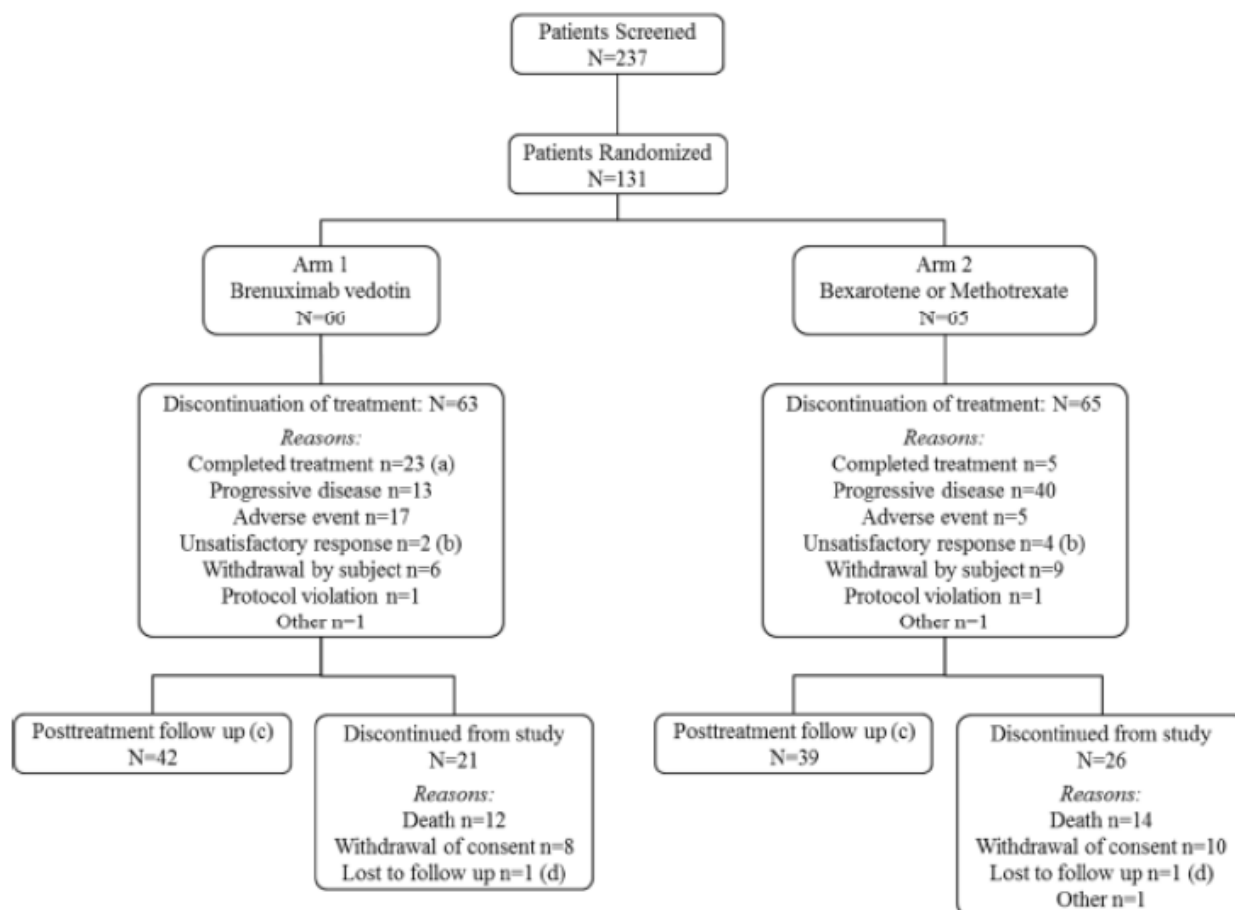 Patients Screened
N=237
Patients Randomized
N=131
Arm 1
Brenuximab vedotin
N=66
Arm 2
Bexarotene or Methotrexate
N=65
Discontinuation of treatment: N=63
Reasons:
Completed treatment n=23 (a)
Progressive disease n=13
Adverse event n=17
Unsatisfactory response n=2 (b)
Withdrawal by subject n=6
Protocol violation n=1
Other n=1
Discontinuation of treatment: N=65
Reasons:
Completed treatment n=5
Progressive disease n=40
Adverse event n=5
Unsatisfactory response n=4 (b)
Withdrawal by subject n=9
Protocol violation n=1
Other n=1
Posttreatment follow up (c)
N=42
Discontinued from study
N=21
Reasons:
Death n=12
Withdrawal of consent n=8
Lost to follow up n=1 (d)
Posttreatment follow up (c)
N=39
Discontinued from study
N=26
Reasons:
Death n=14
Withdrawal of consent n=10
Lost to follow up n=1 (d)
Other n=1